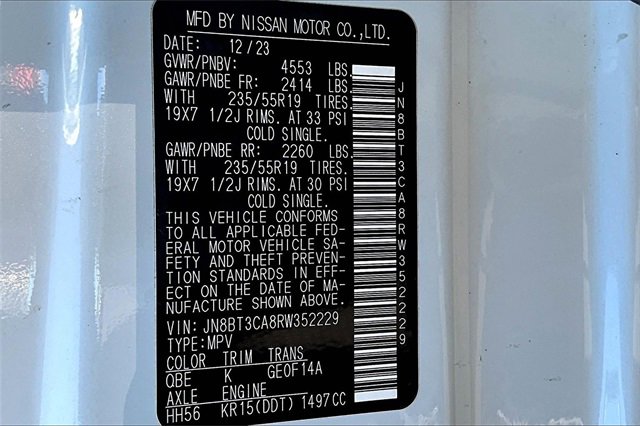 MFD BY NISSAN MOTOR CO.,LTD.
DATE: 12/23
GVWR/PNBV: 4553 LBS.
GAWR/PNBE FR: 2414 LBS.
WITH 235/55R19 TIRES.
19X7 1/2J RIMS. AT 33 PSI
COLD SINGLE.
GAWR/PNBE RR: 2260 LBS.
WITH 235/55R19 TIRES.
19X7 1/2J RIMS. AT 30 PSI
COLD SINGLE.
THIS VEHICLE CONFORMS
TO ALL APPLICABLE FED-
ERAL MOTOR VEHICLE SA-
FETY AND THEFT PREVEN-
TION STANDARDS IN EFF-
ECT ON THE DATE OF MA-
NUFACTURE SHOWN ABOVE.
VIN: JN8BT3CA8RW352229
TYPE:MPV
COLOR TRIM TRANS
QBE K GE0F14A
AXLE ENGINE
HH56 KR15(DDT) 1497CC
JN8BT3CA8RW352229